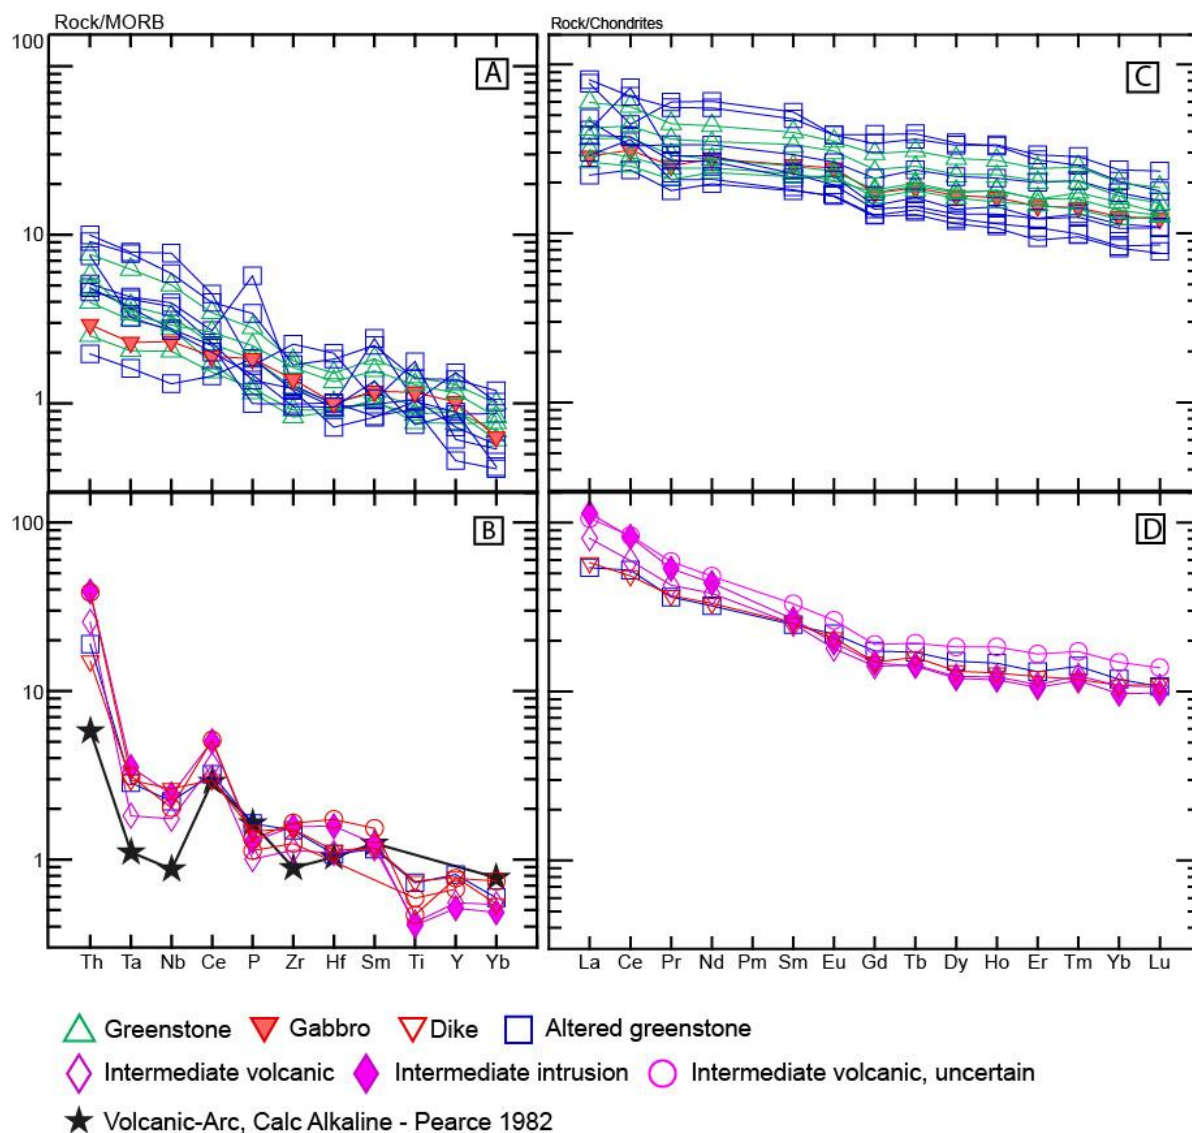 Rock/MORB
Rock/Chondrites
100
A
C
10
1
B
D
100
10
1
Th Ta Nb Ce P Zr Hf Sm Ti Y Yb
La Ce Pr Nd Pm Sm Eu Gd Tb Dy Ho Er Tm Yb Lu
Greenstone Gabbro Dike Altered greenstone
Intermediate volcanic Intermediate intrusion Intermediate volcanic, uncertain
Volcanic-Arc, Calc Alkaline - Pearce 1982